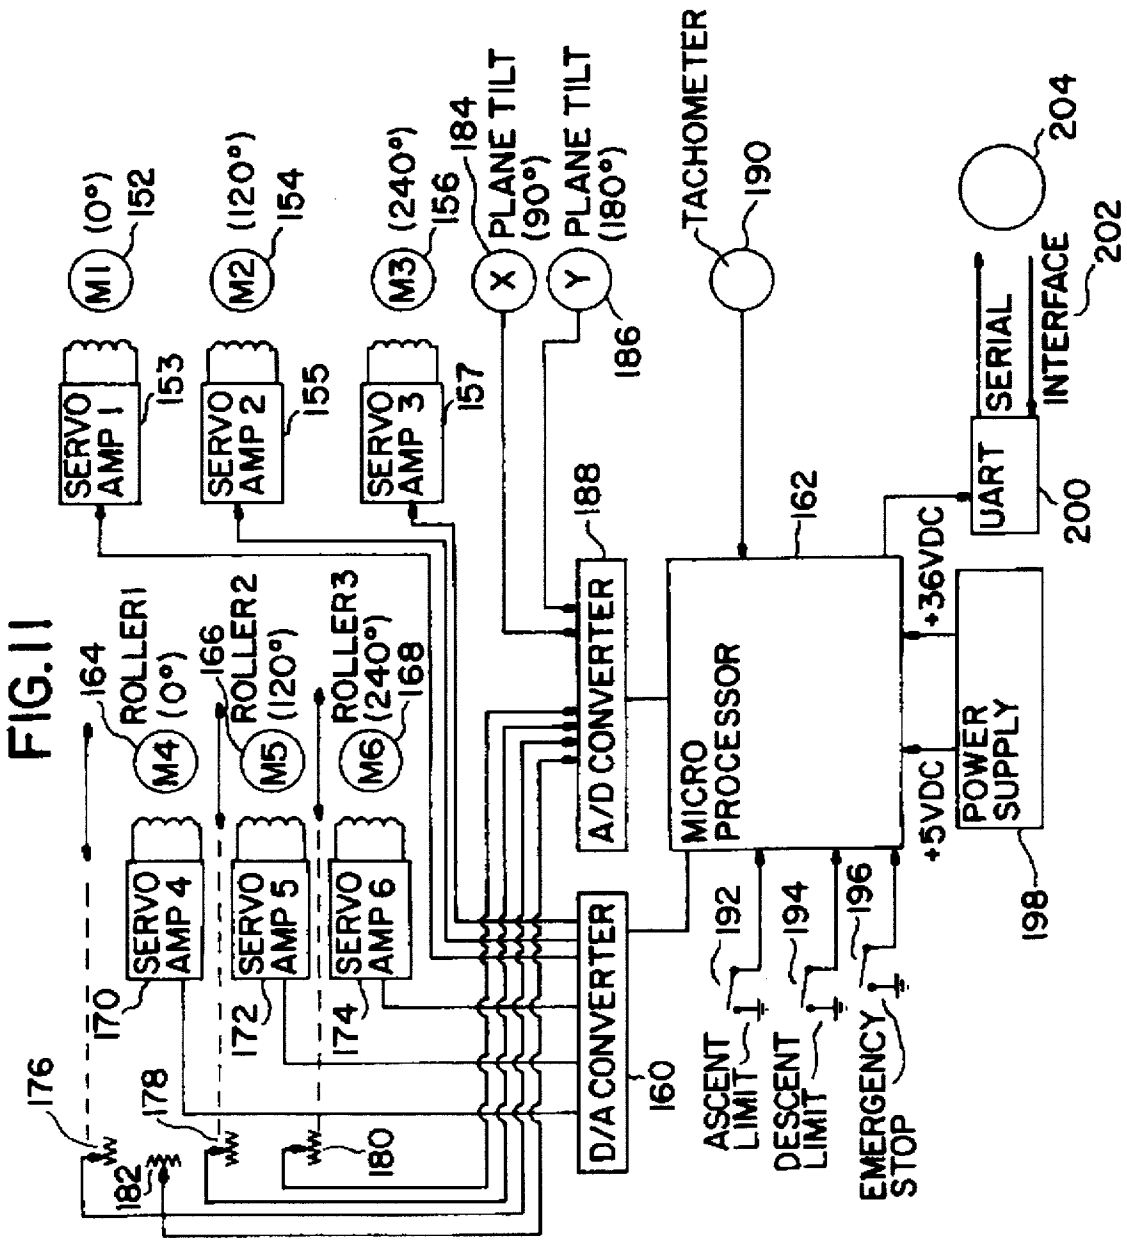 FIG.11
176
182
178
180
170
SERVO
AMP 4
172
SERVO
AMP 5
174
SERVO
AMP 6
M4
164
ROLLER1
(0°)
M5
166
ROLLER2
(120°)
M6
ROLLER3
(240°)
168
SERVO
AMP 1
153
M1
(0°)
152
SERVO
AMP 2
155
M2
(120°)
154
SERVO
AMP 3
157
M3
(240°)
156
X
184
PLANE TILT
(90°)
Y
186
PLANE TILT
(180°)
D/A CONVERTER
160
A/D CONVERTER
188
TACHOMETER
190
MICRO
PROCESSOR
162
ASCENT
LIMIT
192
DESCENT
LIMIT
194
EMERGENCY
STOP
196
+5VDC
+36VDC
POWER
SUPPLY
198
UART
200
SERIAL
INTERFACE
202
204